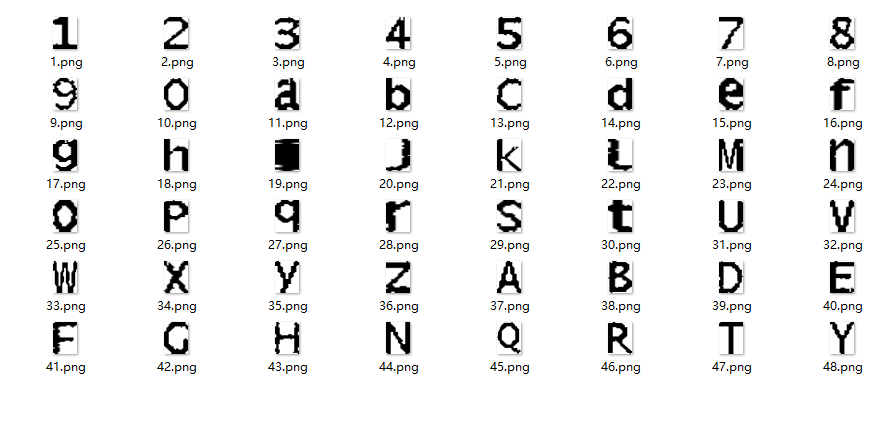 1 2 3 4 5 6 7 8
1.png 2.png 3.png 4.png 5.png 6.png 7.png 8.png
9 0 a b C d e f
9.png 10.png 11.png 12.png 13.png 14.png 15.png 16.png
g h J k L M n
17.png 18.png 19.png 20.png 21.png 22.png 23.png 24.png
o P q r S t U V
25.png 26.png 27.png 28.png 29.png 30.png 31.png 32.png
W X y Z A B D E
33.png 34.png 35.png 36.png 37.png 38.png 39.png 40.png
F G H N Q R T Y
41.png 42.png 43.png 44.png 45.png 46.png 47.png 48.png